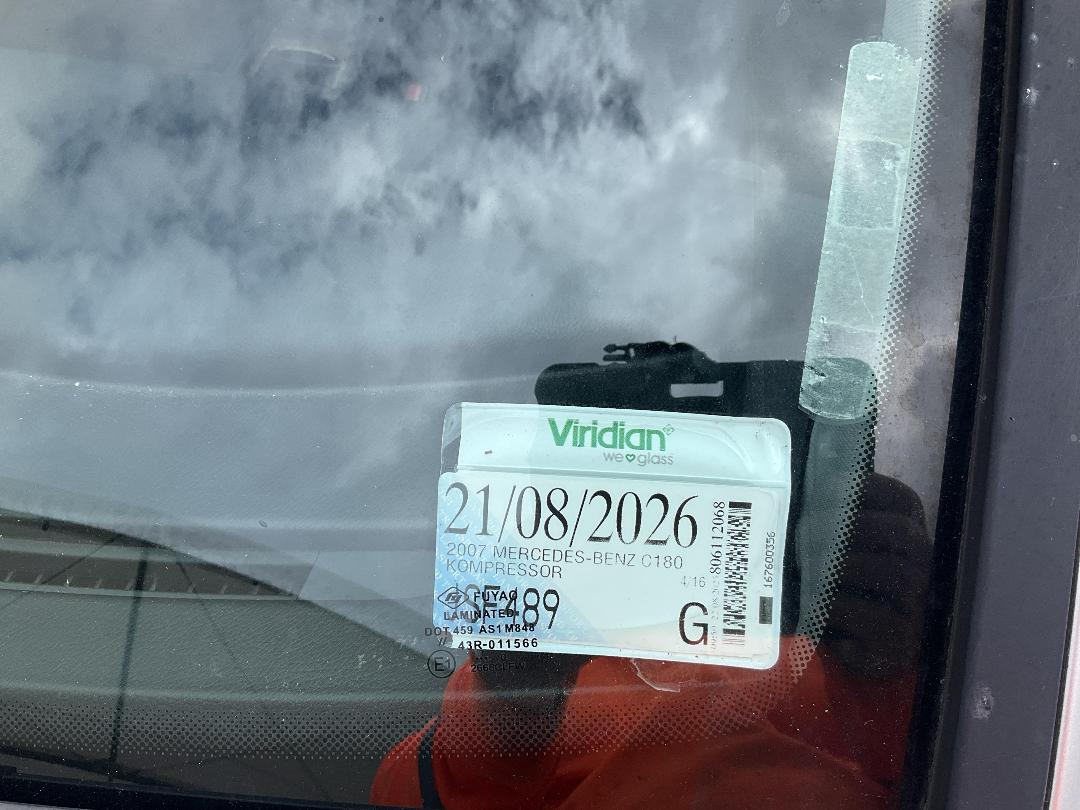 Viridian
we glass
21/08/2026
2007 MERCEDES-BENZ C180
KOMPRESSOR
4/16
G
806112068
167600356
FUYAO
LAMINATED
DOT 459 AS1 M848
43R-011566
E1